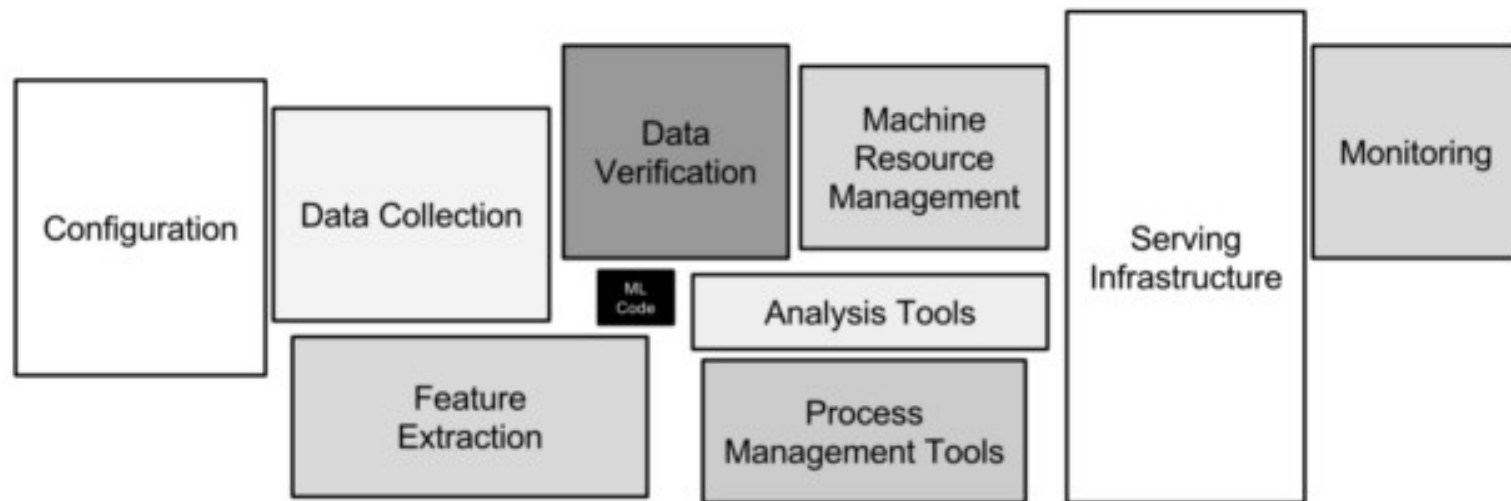 Configuration
Data Collection
Feature
Extraction
Data
Verification
ML
Code
Machine
Resource
Management
Analysis Tools
Process
Management Tools
Serving
Infrastructure
Monitoring